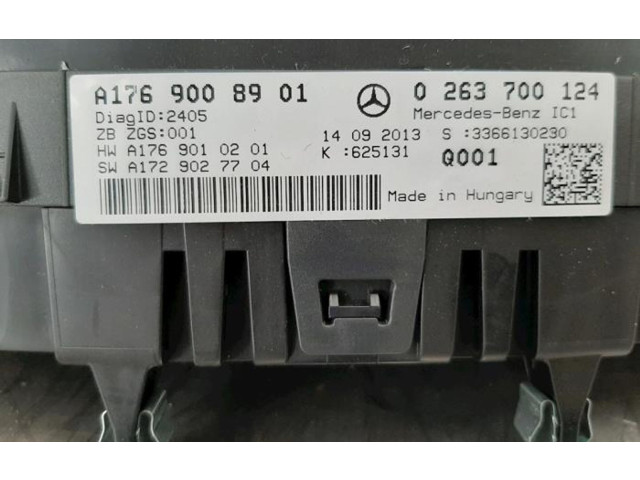 A176 900 89 01 0 263 700 124
DiagID:2405 Mercedes-Benz IC1
ZB ZGS:001 14 09 2013 S :3366130230
HW A176 901 02 01 K :625131 Q001
SW A172 902 77 04
Made in Hungary